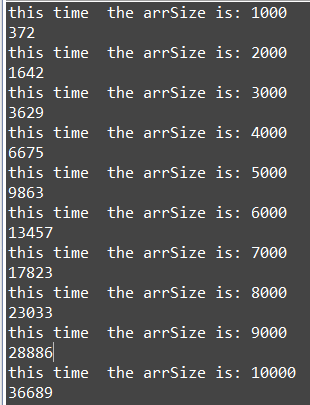 this time  the arrSize is: 1000
372
this time  the arrSize is: 2000
1642
this time  the arrSize is: 3000
3629
this time  the arrSize is: 4000
6675
this time  the arrSize is: 5000
9863
this time  the arrSize is: 6000
13457
this time  the arrSize is: 7000
17823
this time  the arrSize is: 8000
23033
this time  the arrSize is: 9000
28886
this time  the arrSize is: 10000
36689